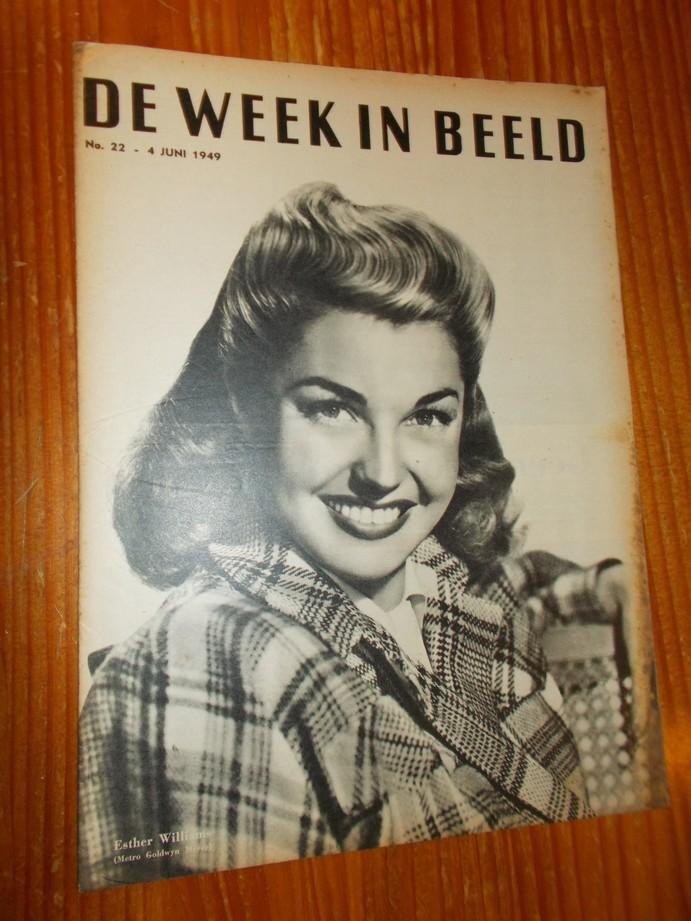 DE WEEK IN BEELD
No. 22 - 4 JUNI 1949
Esther Williams
(Metro Goldwyn Mayer)